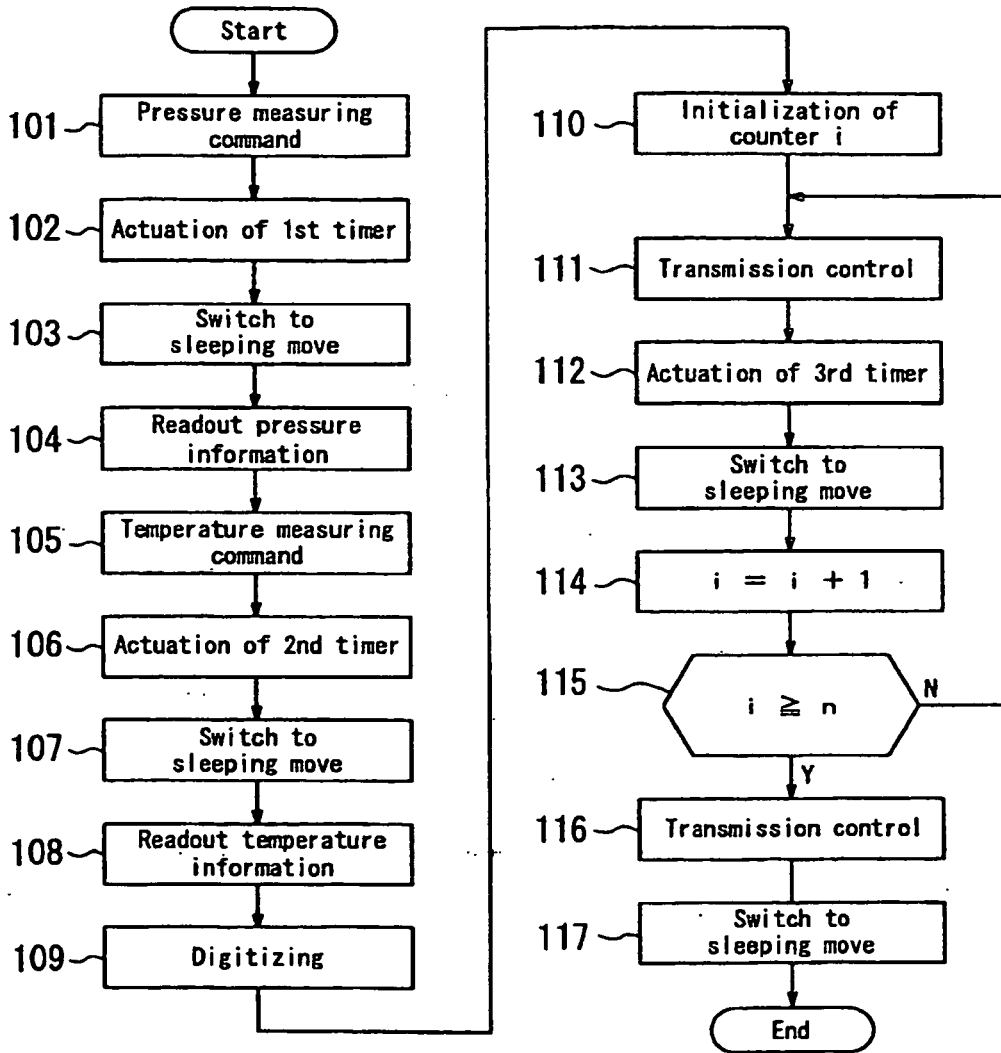 Start
101
Pressure measuring
command
102
Actuation of 1st timer
103
Switch to
sleeping move
104
Readout pressure
information
105
Temperature measuring
command
106
Actuation of 2nd timer
107
Switch to
sleeping move
108
Readout temperature
information
109
Digitizing
110
Initialization of
counter i
111
Transmission control
112
Actuation of 3rd timer
113
Switch to
sleeping move
114
i = i + 1
115
i ≧ n
N
Y
116
Transmission control
117
Switch to
sleeping move
End